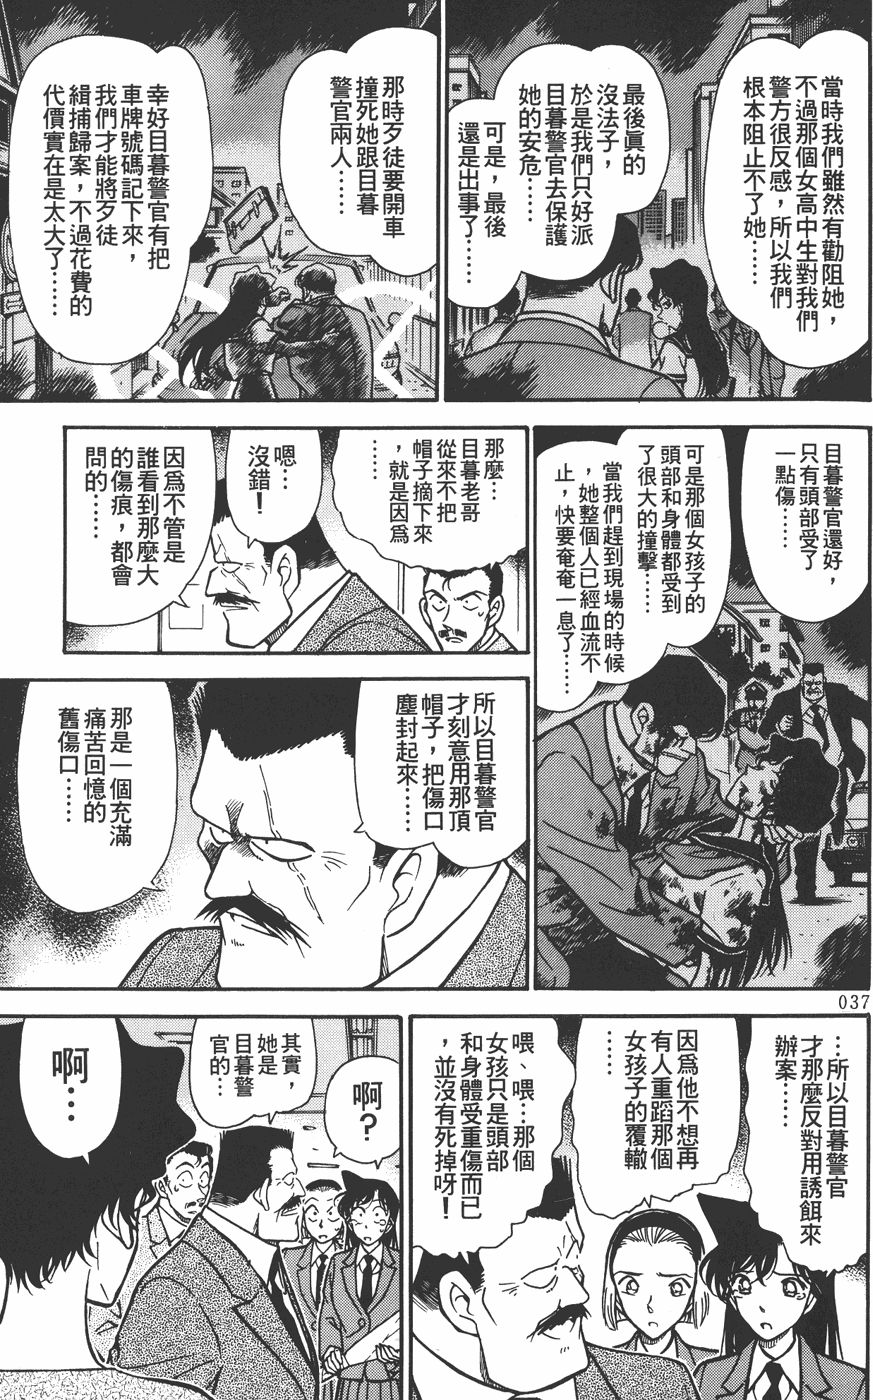 當時我們雖然有勸阻她，
不過那個女高中生對我們
警方很反感，所以我們
根本阻止不了她……
最後真的
沒法子，
於是我們只好派
目暮警官去保護
她的安危……
可是，最後
還是出事了……
那時歹徒要開車
撞死她跟目暮
警官兩人……
幸好目暮警官有把
車牌號碼記下來，
我們才能將歹徒
緝捕歸案，不過花費的
代價實在是太大了……
目暮警官還好，
只有頭部受了
一點傷……
可是那個女孩子的
頭部和身體都受到
了很大的撞擊……
當我們趕到現場的時候
，她整個人已經血流不
止，快要奄奄一息了……
那麼…
目暮老哥
從來不把
帽子摘下來
，就是因為
……
嗯…
沒錯！
因為不管是
誰看到那麼大
的傷痕，都會
問的……
所以目暮警官
才刻意用那頂
帽子，把傷口
塵封起來……
那是一個充滿
痛苦回憶的
舊傷口……
037
…所以目暮警官
才那麼反對用誘餌來
辦案……
因為他不想再
有人重蹈那個
女孩子的覆轍
……
喂、喂…那個
女孩只是頭部
和身體受重傷而已
，並沒有死掉呀！
啊？
其實，
她是
目暮警
官的…
啊…